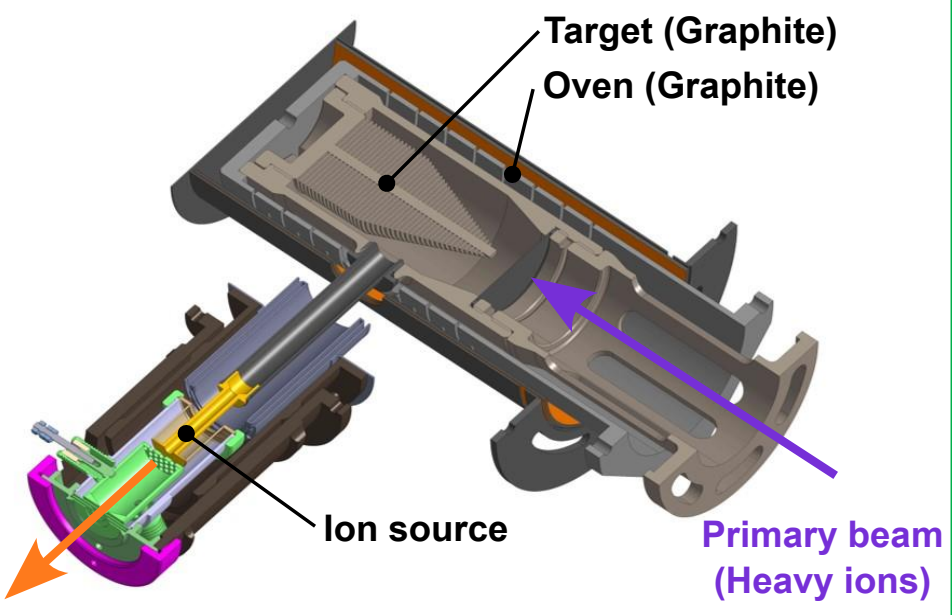 Target (Graphite)
Oven (Graphite)
Ion source
Primary beam
(Heavy ions)